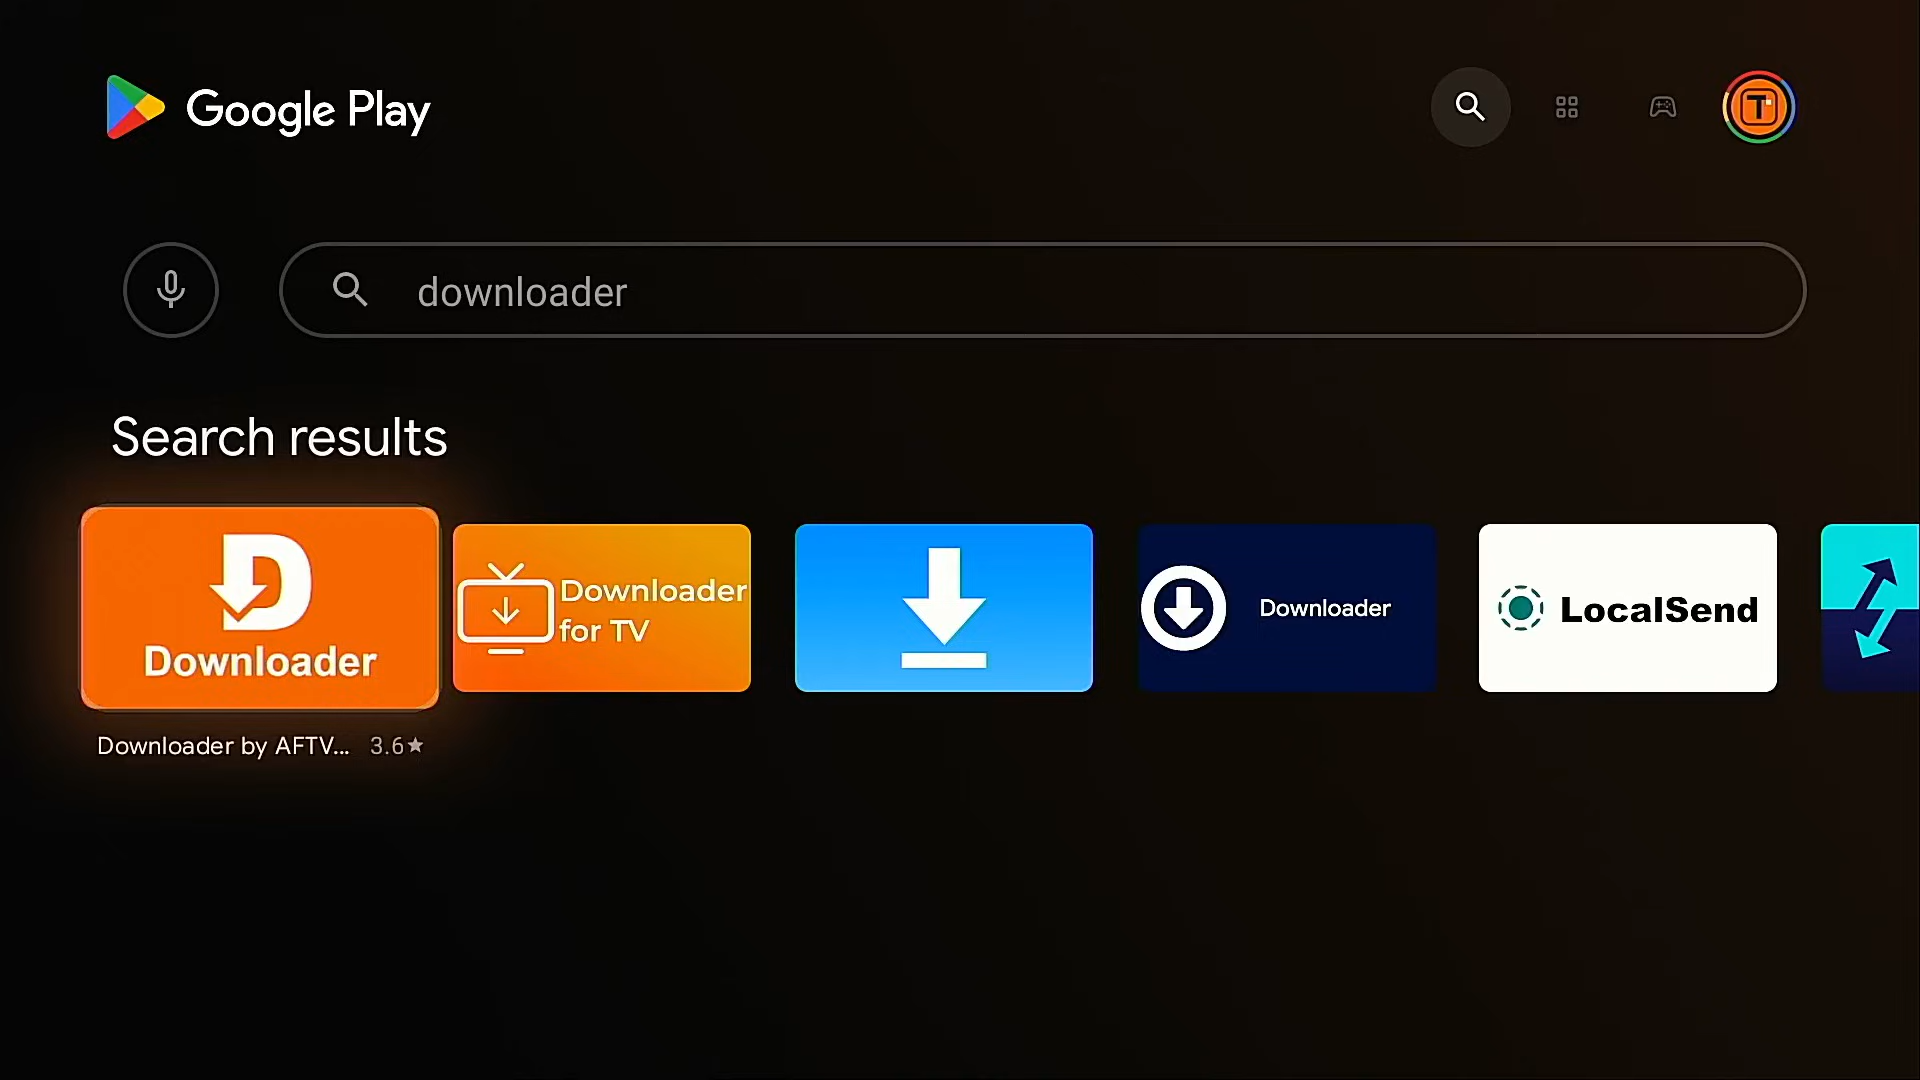 Google Play
T
downloader
Search results
Downloader
Downloader
for TV
Downloader
LocalSend
Downloader by AFTV... 3.6★